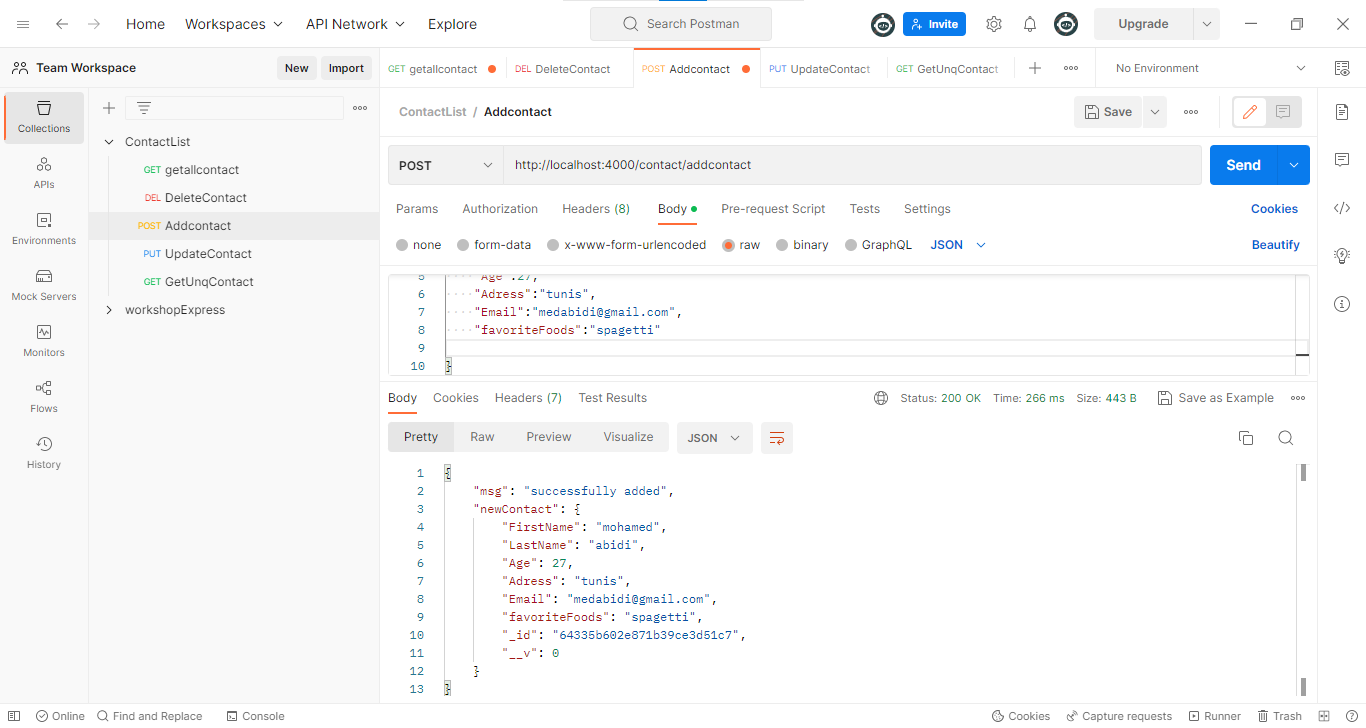 Home Workspaces API Network Explore Search Postman Invite Upgrade
Team Workspace New Import GET getallcontact DEL DeleteContact POST Addcontact PUT UpdateContact GET GetUnqContact No Environment
Collections
APIs
Environments
Mock Servers
Monitors
Flows
History
ContactList
GET getallcontact
DEL DeleteContact
POST Addcontact
PUT UpdateContact
GET GetUnqContact
workshopExpress
ContactList / Addcontact Save
POST http://localhost:4000/contact/addcontact Send
Params Authorization Headers (8) Body Pre-request Script Tests Settings Cookies
none form-data x-www-form-urlencoded raw binary GraphQL JSON Beautify
5 "Age":27,
6 "Adress":"tunis",
7 "Email":"medabidi@gmail.com",
8 "favoriteFoods":"spagetti"
9
10 }
Body Cookies Headers (7) Test Results Status: 200 OK Time: 266 ms Size: 443 B Save as Example
Pretty Raw Preview Visualize JSON
1 {
2 "msg": "successfully added",
3 "newContact": {
4 "FirstName": "mohamed",
5 "LastName": "abidi",
6 "Age": 27,
7 "Adress": "tunis",
8 "Email": "medabidi@gmail.com",
9 "favoriteFoods": "spagetti",
10 "_id": "64335b602e871b39ce3d51c7",
11 "__v": 0
12 }
13 }
Online Find and Replace Console Cookies Capture requests Runner Trash